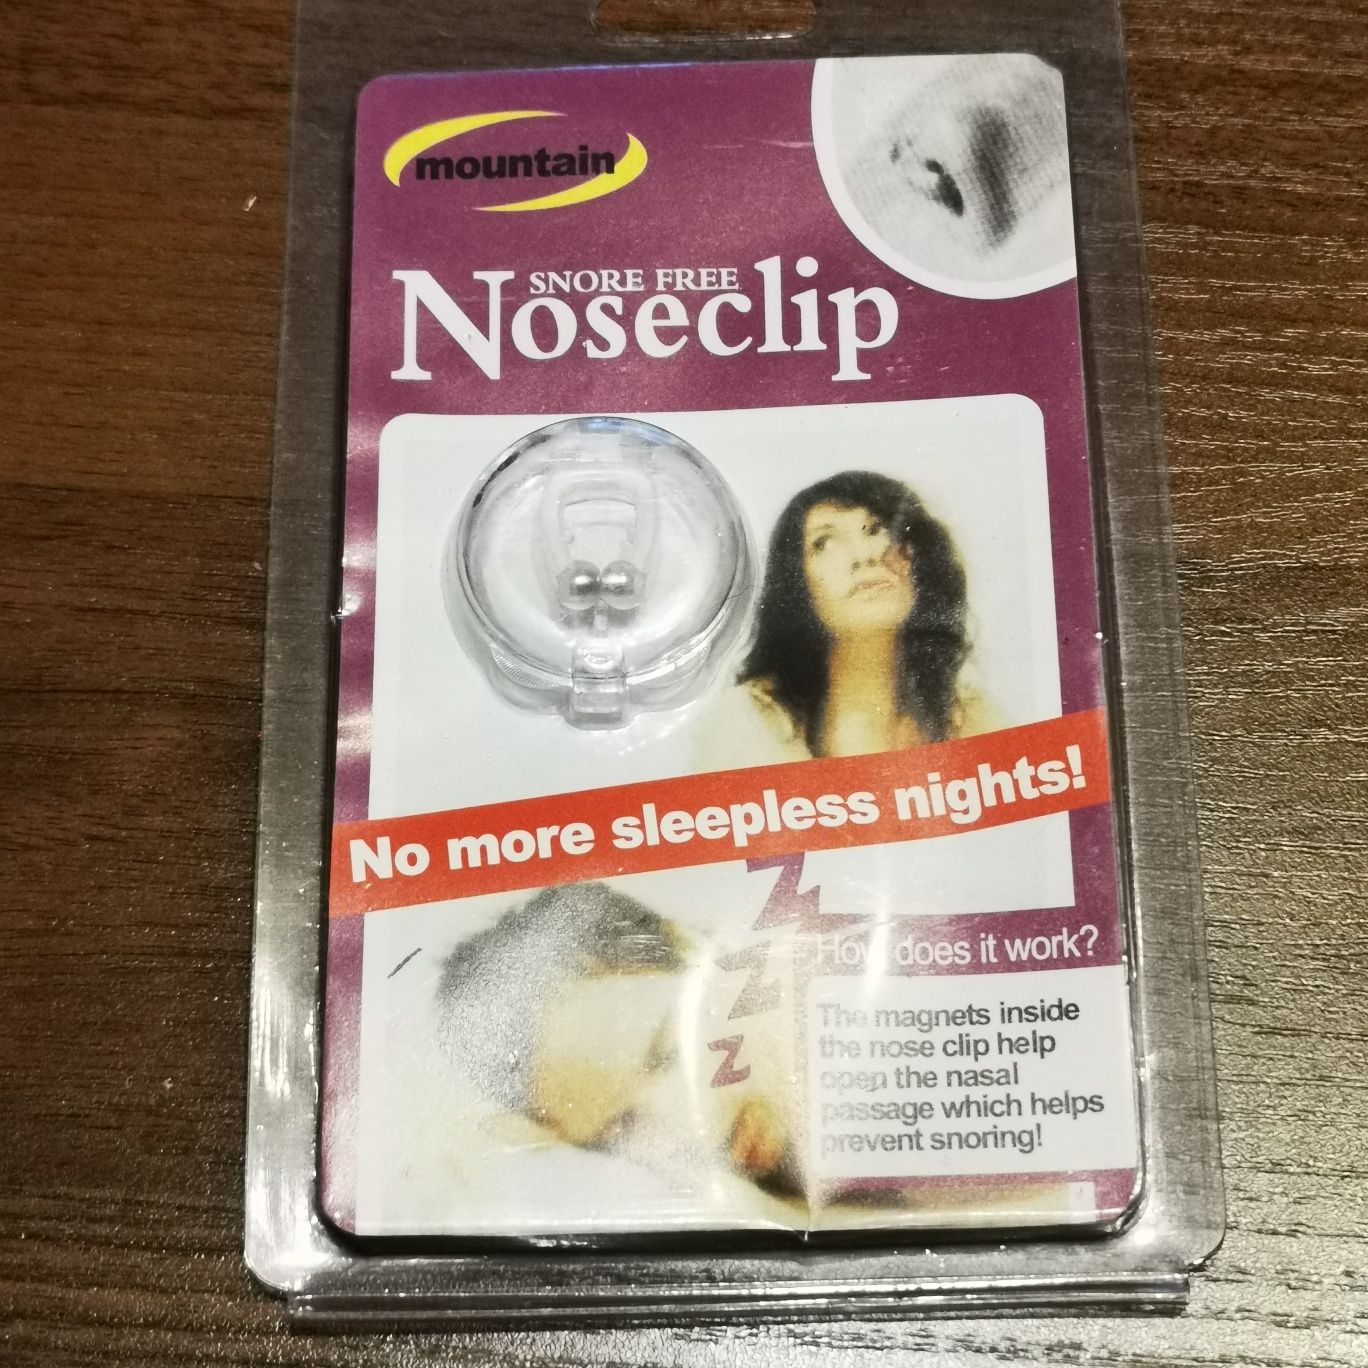 mountain
SNORE FREE
Noseclip
No more sleepless nights!
Z
Z
Z
How does it work?
The magnets inside
the nose clip help
open the nasal
passage which helps
prevent snoring!